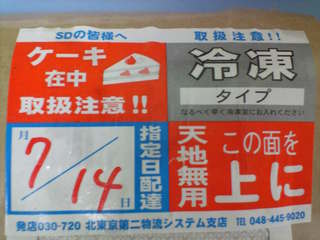 SDの皆様へ
ケーキ
在中
取扱注意!!
取扱注意!
冷凍
タイプ
なるべく早く冷凍室にお入れください
月
7/14
日
指定日配達
天地無用
この面を
上に
発店030-720 北東京第二物流システム支店 TEL 048-445-9020